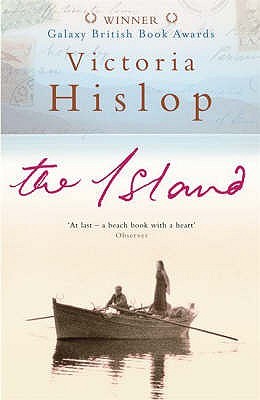 WINNER
Galaxy British Book Awards
Victoria
Hislop
the Island
'At last – a beach book with a heart'
Observer